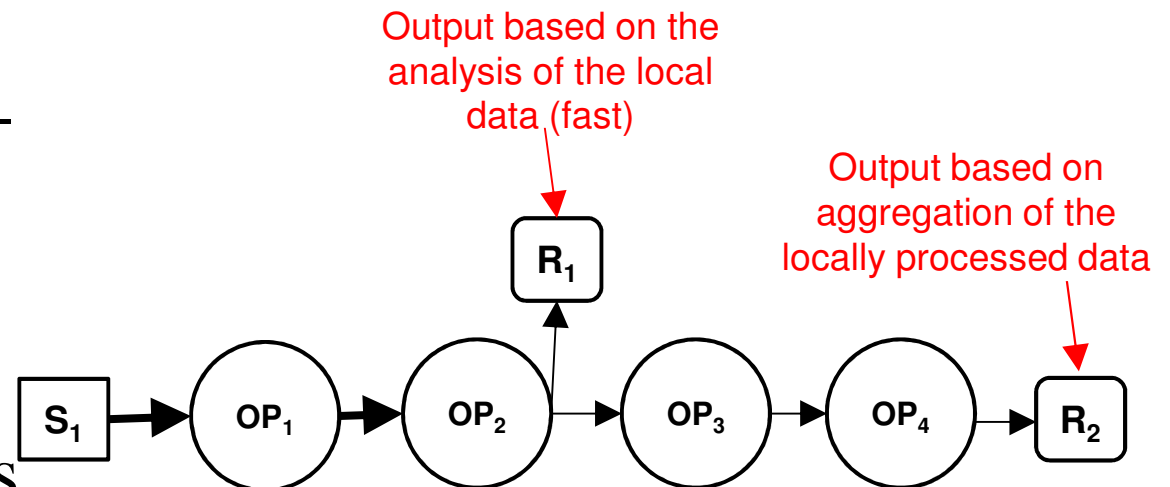 Output based on the
analysis of the local
data (fast)
Output based on
aggregation of the
locally processed data
R₁
S₁
OP₁
OP₂
OP₃
OP₄
R₂